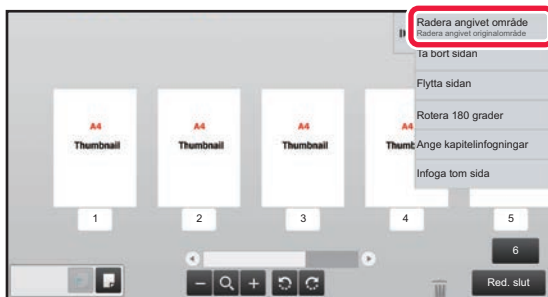 Radera angivet område
Radera angivet originalområde
Ta bort sidan
Flytta sidan
Rotera 180 grader
Ange kapitelinfogningar
Infoga tom sida
A4
Thumbnail
A4
Thumbnail
A4
Thumbnail
A4
Thumb
1
2
3
4
5
6
Red. slut